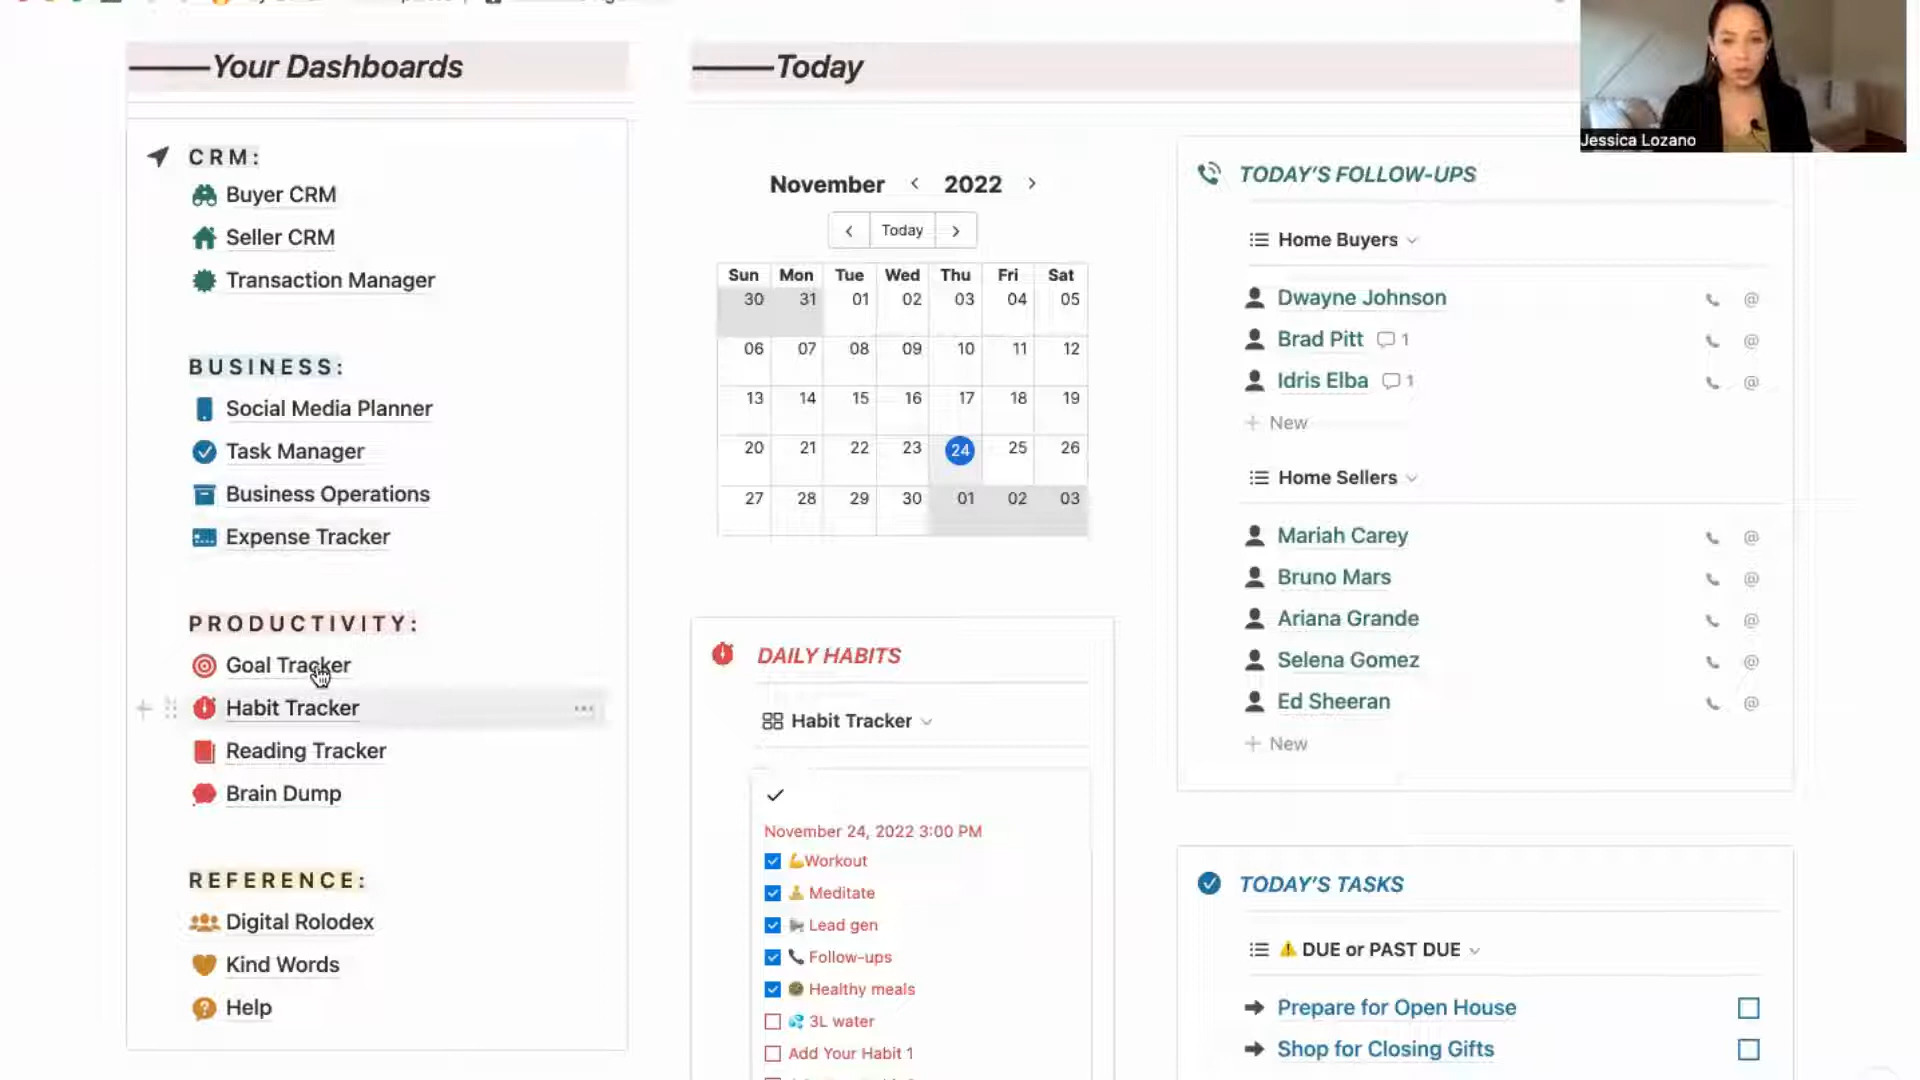 Your Dashboards
CRM:
Buyer CRM
Seller CRM
Transaction Manager
BUSINESS:
Social Media Planner
Task Manager
Business Operations
Expense Tracker
PRODUCTIVITY:
Goal Tracker
Habit Tracker
Reading Tracker
Brain Dump
REFERENCE:
Digital Rolodex
Kind Words
Help
Today
November 2022
Today
Sun Mon Tue Wed Thu Fri Sat
30 31 01 02 03 04 05
06 07 08 09 10 11 12
13 14 15 16 17 18 19
20 21 22 23 24 25 26
27 28 29 30 01 02 03
DAILY HABITS
Habit Tracker
November 24, 2022 3:00 PM
Workout
Meditate
Lead gen
Follow-ups
Healthy meals
3L water
Add Your Habit 1
Jessica Lozano
TODAY'S FOLLOW-UPS
Home Buyers
Dwayne Johnson @
Brad Pitt 1 @
Idris Elba 1 @
+ New
Home Sellers
Mariah Carey @
Bruno Mars @
Ariana Grande @
Selena Gomez @
Ed Sheeran @
+ New
TODAY'S TASKS
DUE or PAST DUE
Prepare for Open House
Shop for Closing Gifts